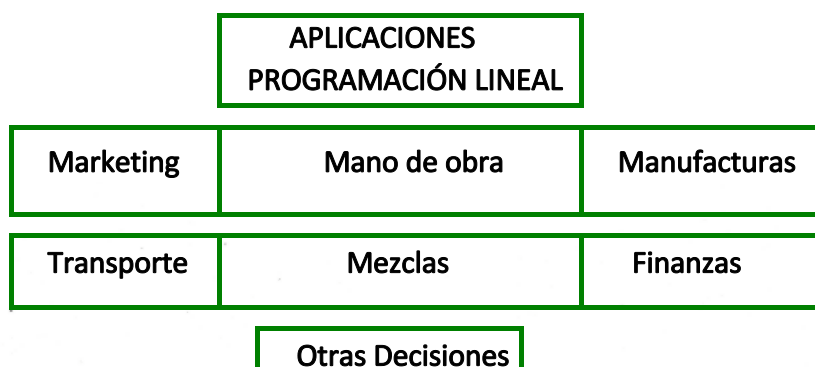 APLICACIONES
PROGRAMACIÓN LINEAL
Marketing Mano de obra Manufacturas
Transporte Mezclas Finanzas
Otras Decisiones